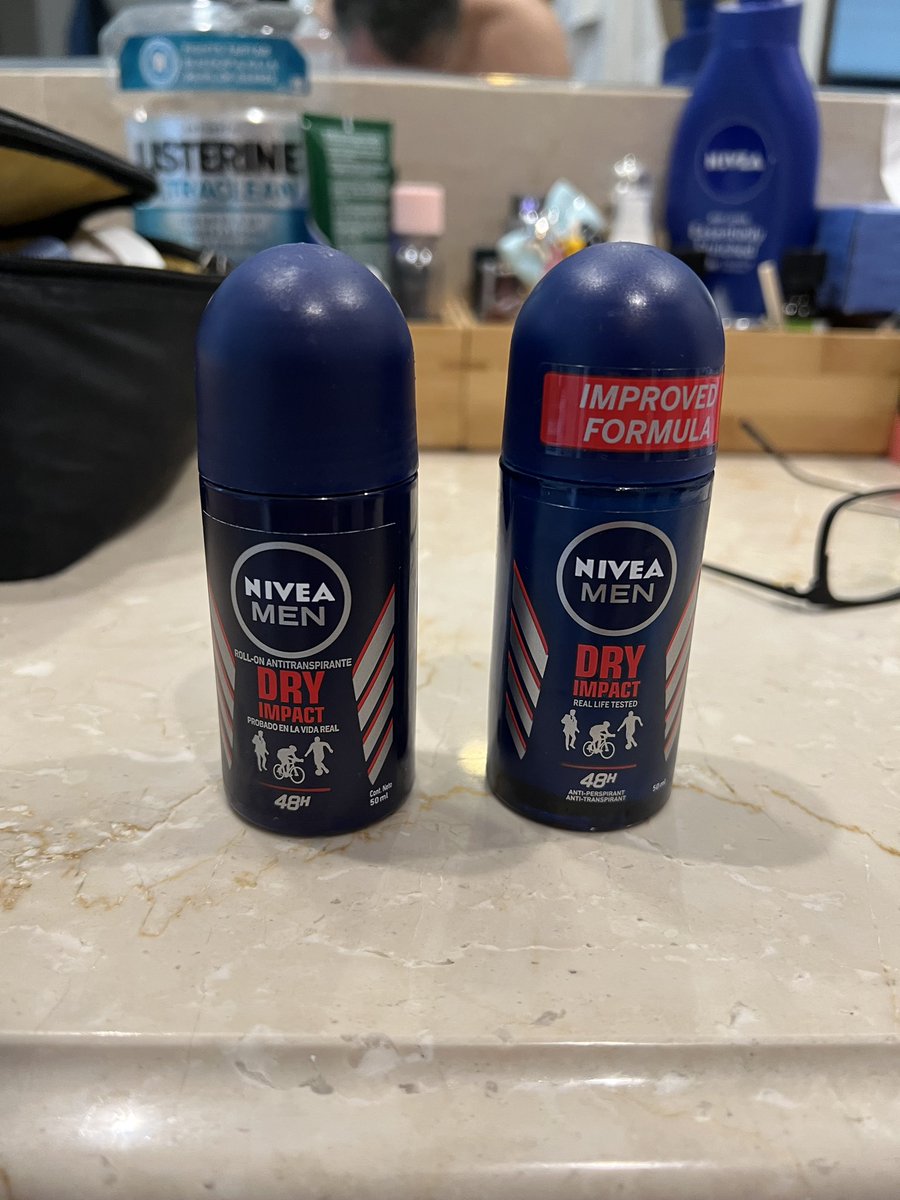 LISTERINE
NIVEA
IMPROVED
FORMULA
NIVEA
MEN
ROLL-ON ANTITRANSPIRANTE
DRY
IMPACT
PROBADO EN LA VIDA REAL
48H
Cont. Neto
50 ml
NIVEA
MEN
DRY
IMPACT
REAL LIFE TESTED
48H
ANTI-PERSPIRANT
ANTI-TRANSPIRANT
50 ml